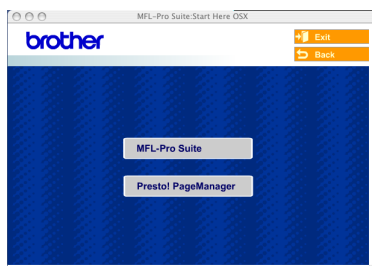 MFL-Pro Suite:Start Here OSX
brother
Exit
Back
MFL-Pro Suite
Presto! PageManager